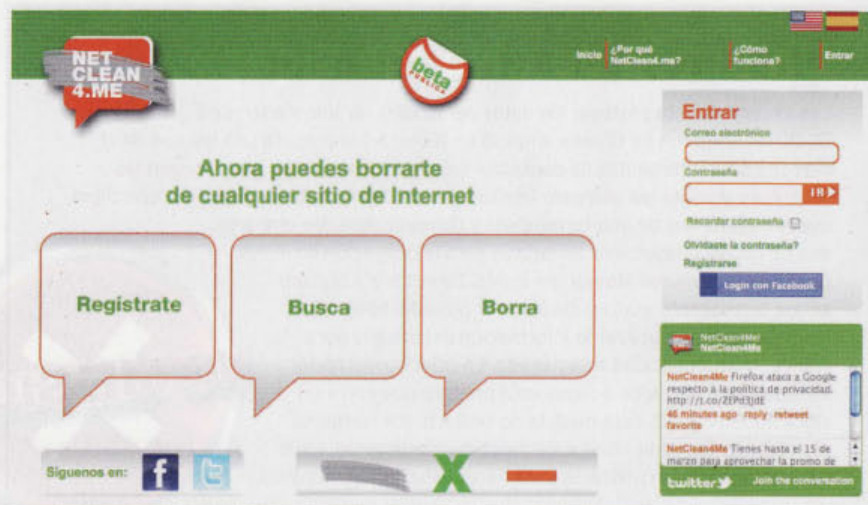 NET
CLEAN
4.ME
beta
PÚBLICA
Inicio
¿Por qué
NetClean4.me?
¿Cómo
funciona?
Entrar
Ahora puedes borrarte
de cualquier sitio de Internet
Regístrate
Busca
Borra
Síguenos en:
f
t
X
Entrar
Correo electrónico
Contraseña
IR
Recordar contraseña
Olvidaste la contraseña?
Registrarse
Login con Facebook
NetClean4Me!
NetClean4Me
NetClean4Me Firefox ataca a Google
respecto a la política de privacidad.
46 minutes ago · reply · retweet
favorite
NetClean4Me Tienes hasta el 15 de
marzo para aprovechar la promo de
twitter
Join the conversation